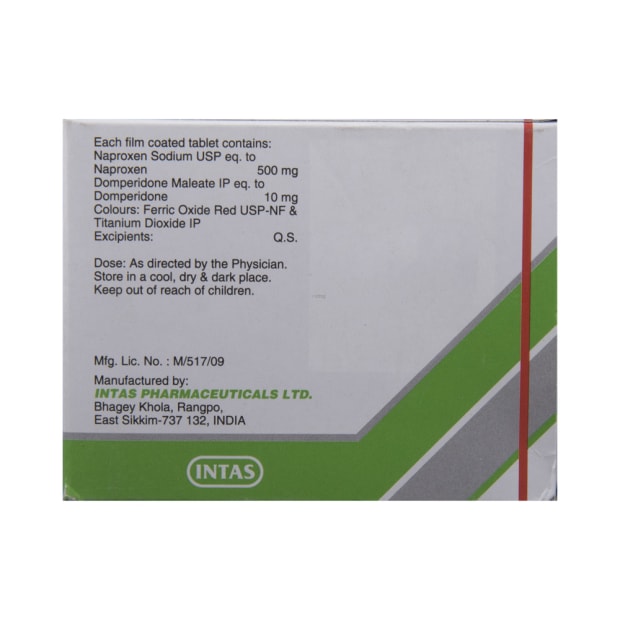 Each film coated tablet contains:
Naproxen Sodium USP eq. to
Naproxen 500 mg
Domperidone Maleate IP eq. to
Domperidone 10 mg
Colours: Ferric Oxide Red USP-NF &
Titanium Dioxide IP
Excipients: Q.S.
Dose: As directed by the Physician.
Store in a cool, dry & dark place.
Keep out of reach of children.
Mfg. Lic. No. : M/517/09
Manufactured by:
INTAS PHARMACEUTICALS LTD.
Bhagey Khola, Rangpo,
East Sikkim-737 132, INDIA
INTAS